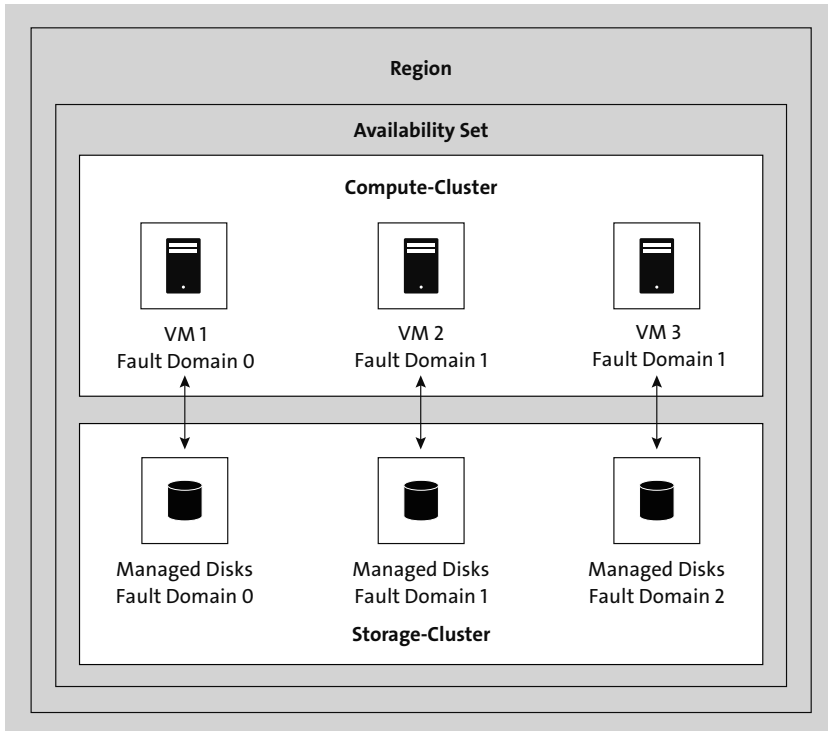 Region
Availability Set
Compute-Cluster
VM 1 VM 2 VM 3
Fault Domain 0 Fault Domain 1 Fault Domain 1
Managed Disks Managed Disks Managed Disks
Fault Domain 0 Fault Domain 1 Fault Domain 2
Storage-Cluster